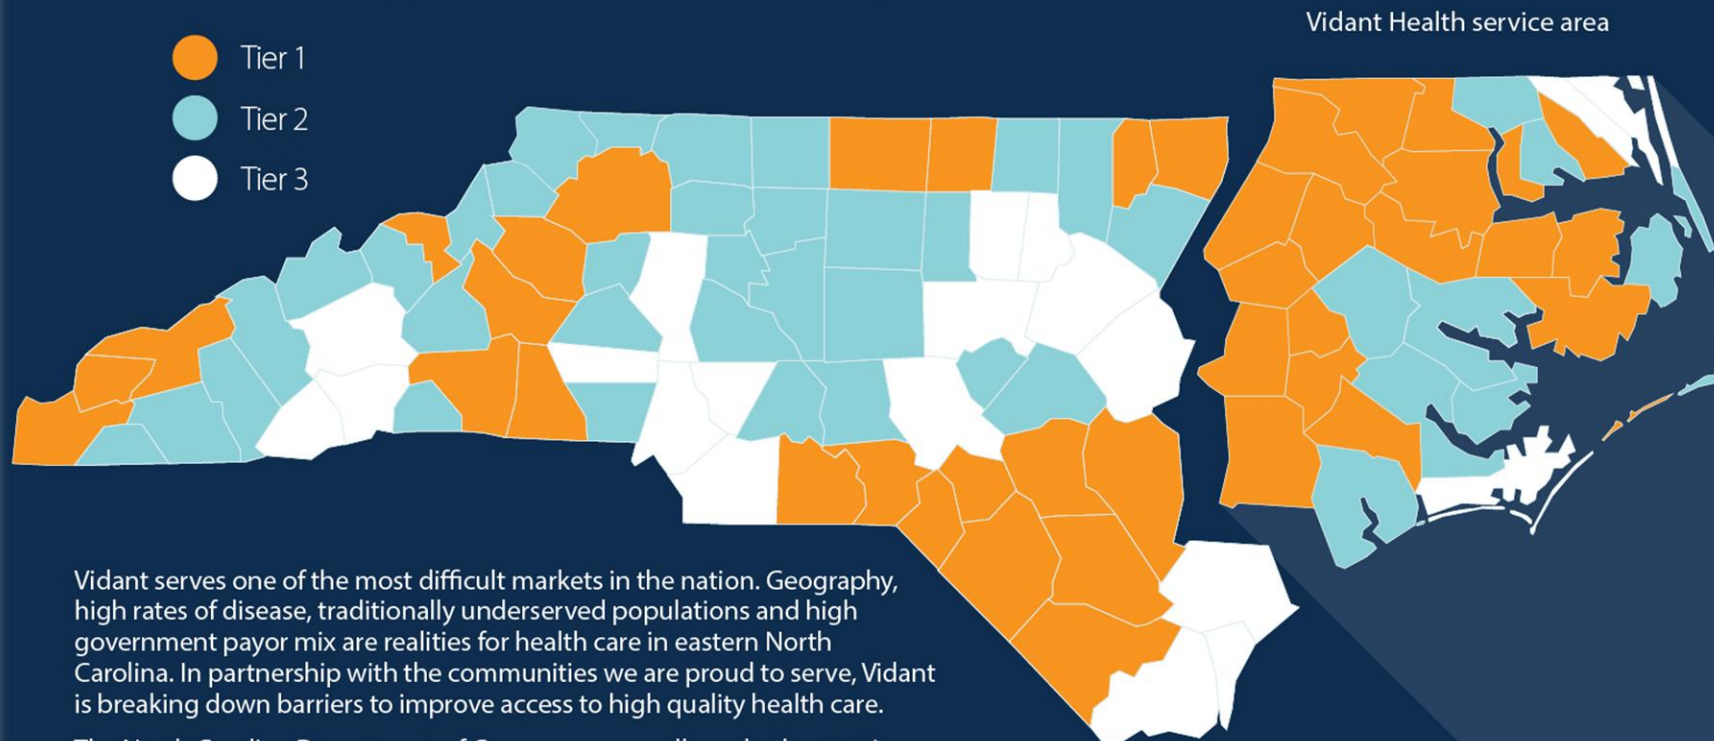 Vidant Health service area
Tier 1
Tier 2
Tier 3
Vidant serves one of the most difficult markets in the nation. Geography,
high rates of disease, traditionally underserved populations and high
government payor mix are realities for health care in eastern North
Carolina. In partnership with the communities we are proud to serve, Vidant
is breaking down barriers to improve access to high quality health care.